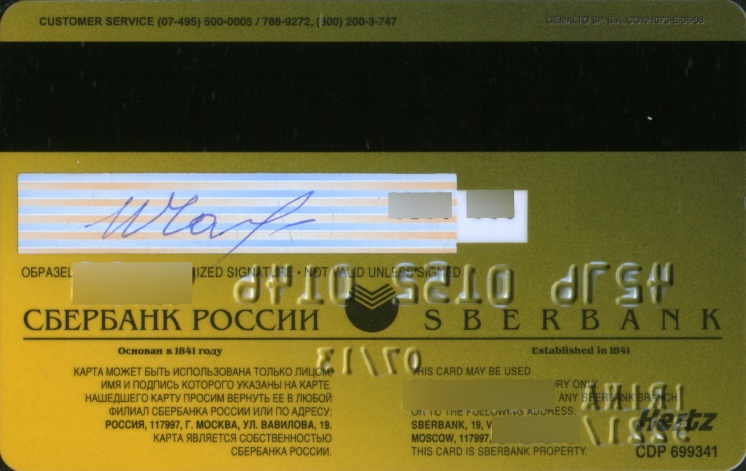 CUSTOMER SERVICE (07-495) 500-0005 / 788-9272, (800) 200-3-747
ОБРАЗЕЦ RIZED SIGNATURE • NOT VALID UNLESS SIGNED
СБЕРБАНК РОССИИ SBERBANK
Основан в 1841 году
Established in 1841
07/13
КАРТА МОЖЕТ БЫТЬ ИСПОЛЬЗОВАНА ТОЛЬКО ЛИЦОМ,
ИМЯ И ПОДПИСЬ КОТОРОГО УКАЗАНЫ НА КАРТЕ.
НАШЕДШЕГО КАРТУ ПРОСИМ ВЕРНУТЬ ЕЕ В ЛЮБОЙ
ФИЛИАЛ СБЕРБАНКА РОССИИ ИЛИ ПО АДРЕСУ:
РОССИЯ, 117997, Г. МОСКВА, УЛ. ВАВИЛОВА, 19.
КАРТА ЯВЛЯЕТСЯ СОБСТВЕННОСТЬЮ
СБЕРБАНКА РОССИИ.
THIS CARD MAY BE USED
RY ONLY.
ANY SBERBANK BRANCH
OR TO THE FOLLOWING ADDRESS:
SBERBANK, 19, V
MOSCOW, 117997,
THIS CARD IS SBERBANK PROPERTY.
Hertz
CDP 699341